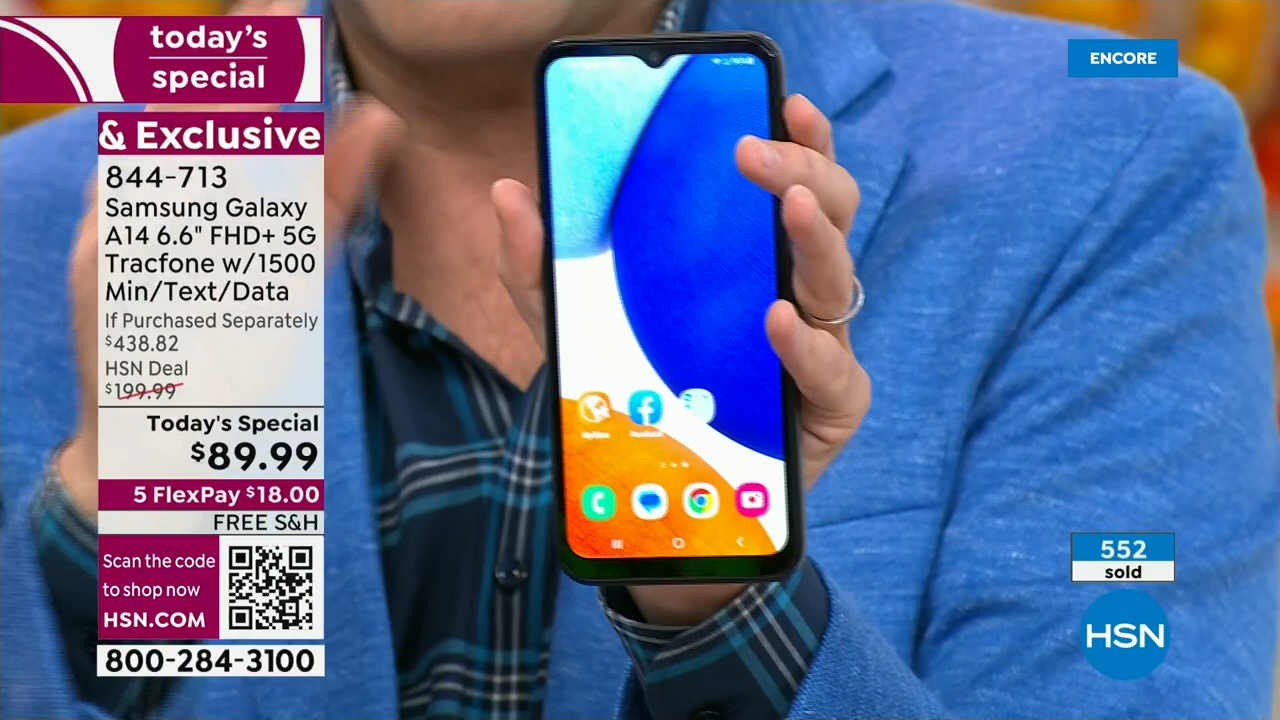 today's
special
& Exclusive
844-713
Samsung Galaxy
A14 6.6" FHD+ 5G
Tracfone w/1500
Min/Text/Data
If Purchased Separately
$438.82
HSN Deal
$199.99
Today's Special
$89.99
5 FlexPay $18.00
FREE S&H
Scan the code
to shop now
HSN.COM
800-284-3100
ENCORE
552
sold
HSN